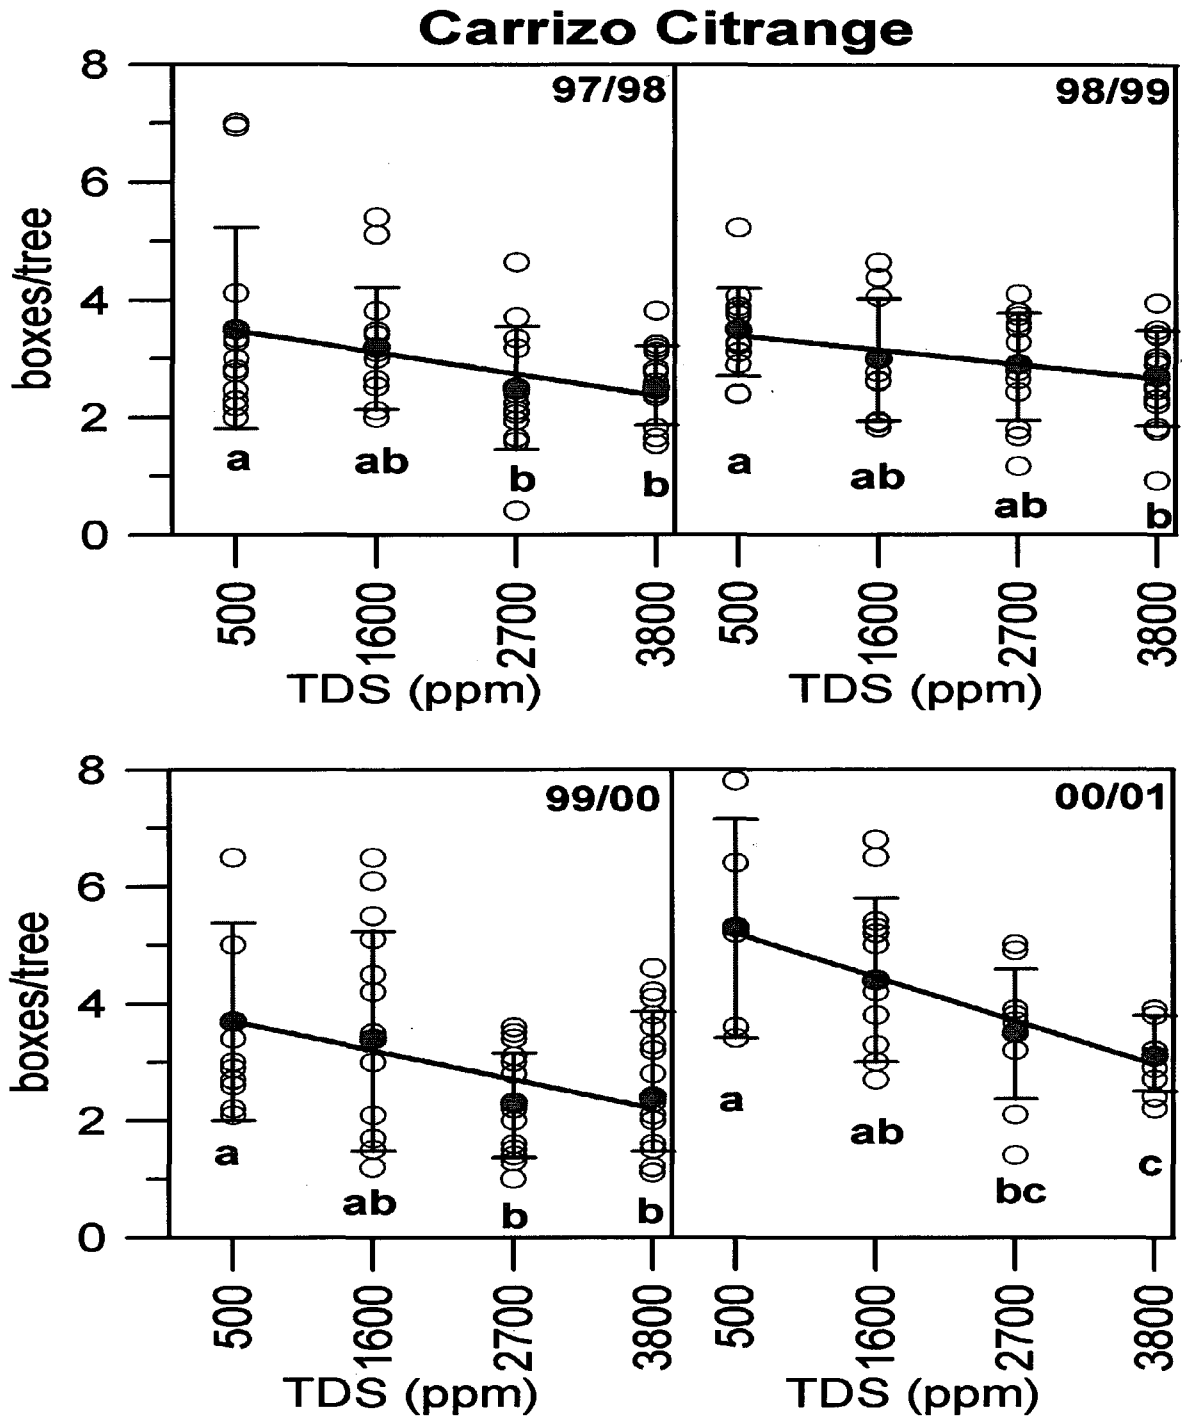 Carrizo Citrange
8
97/98
98/99
6
boxes/tree
4
2
a ab b b
a ab ab b
0
500 1600 2700 3800
500 1600 2700 3800
TDS (ppm)
TDS (ppm)
8
99/00
00/01
6
boxes/tree
4
2
a ab b b
a ab bc c
0
500 1600 2700 3800
500 1600 2700 3800
TDS (ppm)
TDS (ppm)